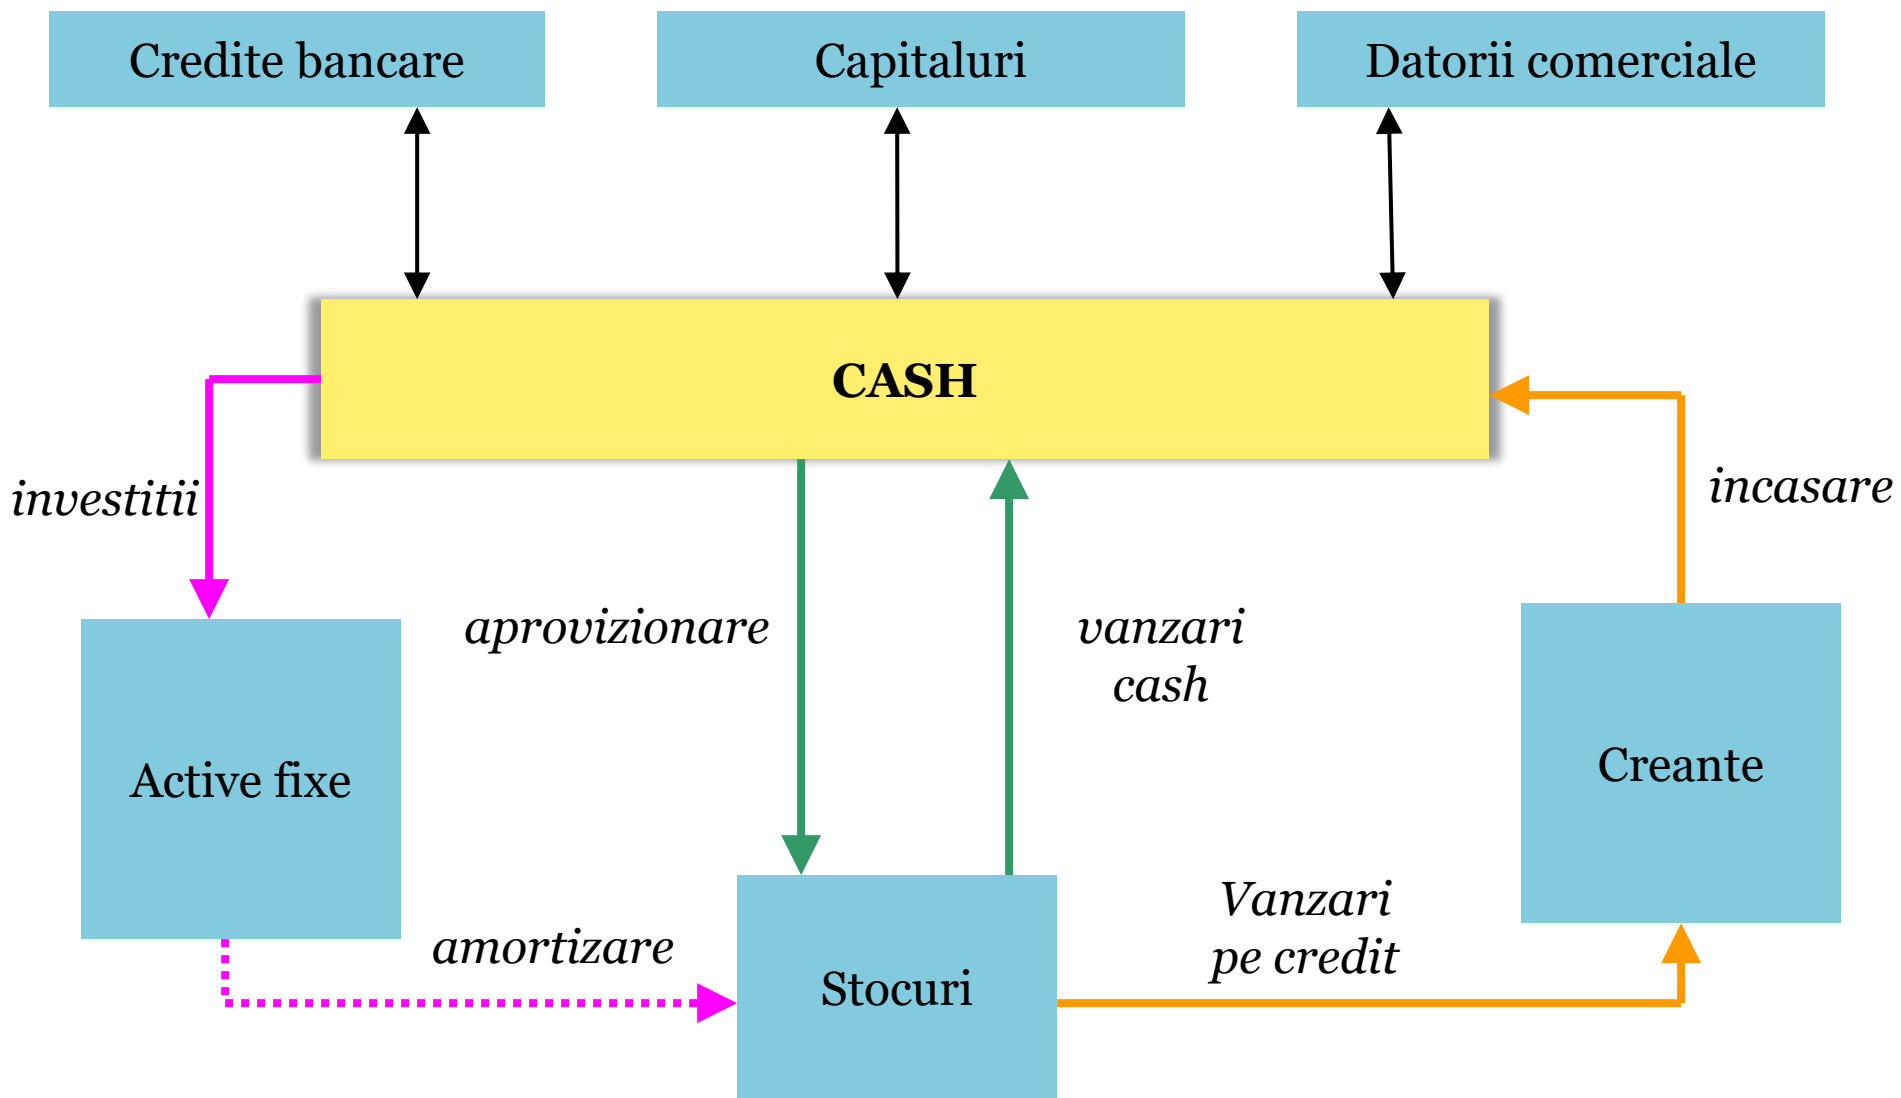 Credite bancare
Capitaluri
Datorii comerciale
CASH
investitii
incasare
aprovizionare
vanzari
cash
Active fixe
Creante
amortizare
Stocuri
Vanzari
pe credit